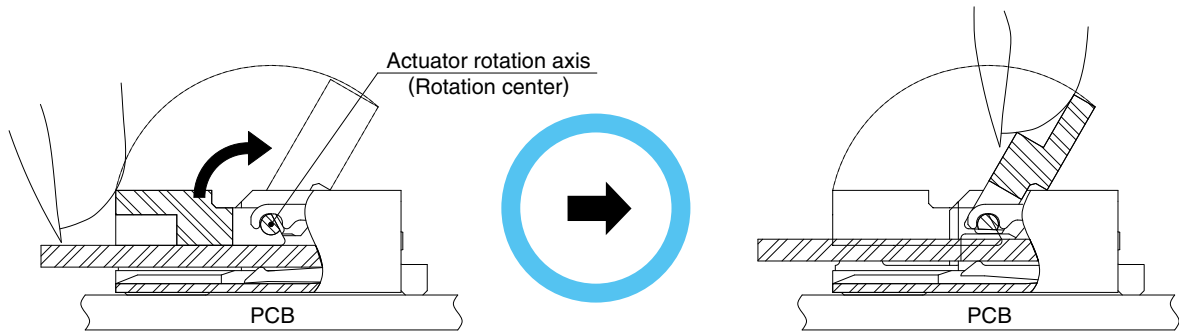 Actuator rotation axis
(Rotation center)
PCB
PCB